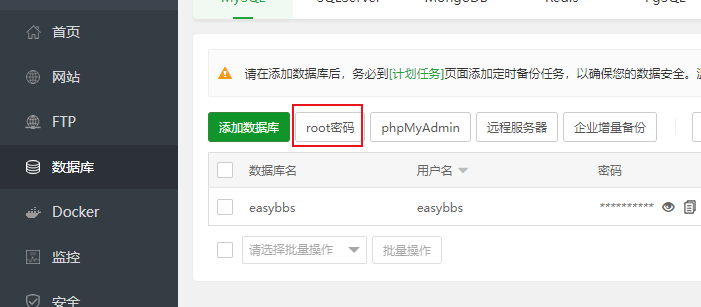 MySQL
SQLServer
MongoDB
Redis
PgSQL
首页
网站
FTP
数据库
Docker
监控
安全
请在添加数据库后，务必到[计划任务]页面添加定时备份任务，以确保您的数据安全。
添加数据库
root密码
phpMyAdmin
远程服务器
企业增量备份
数据库名
用户名
密码
easybbs
easybbs
**********
请选择批量操作
批量操作